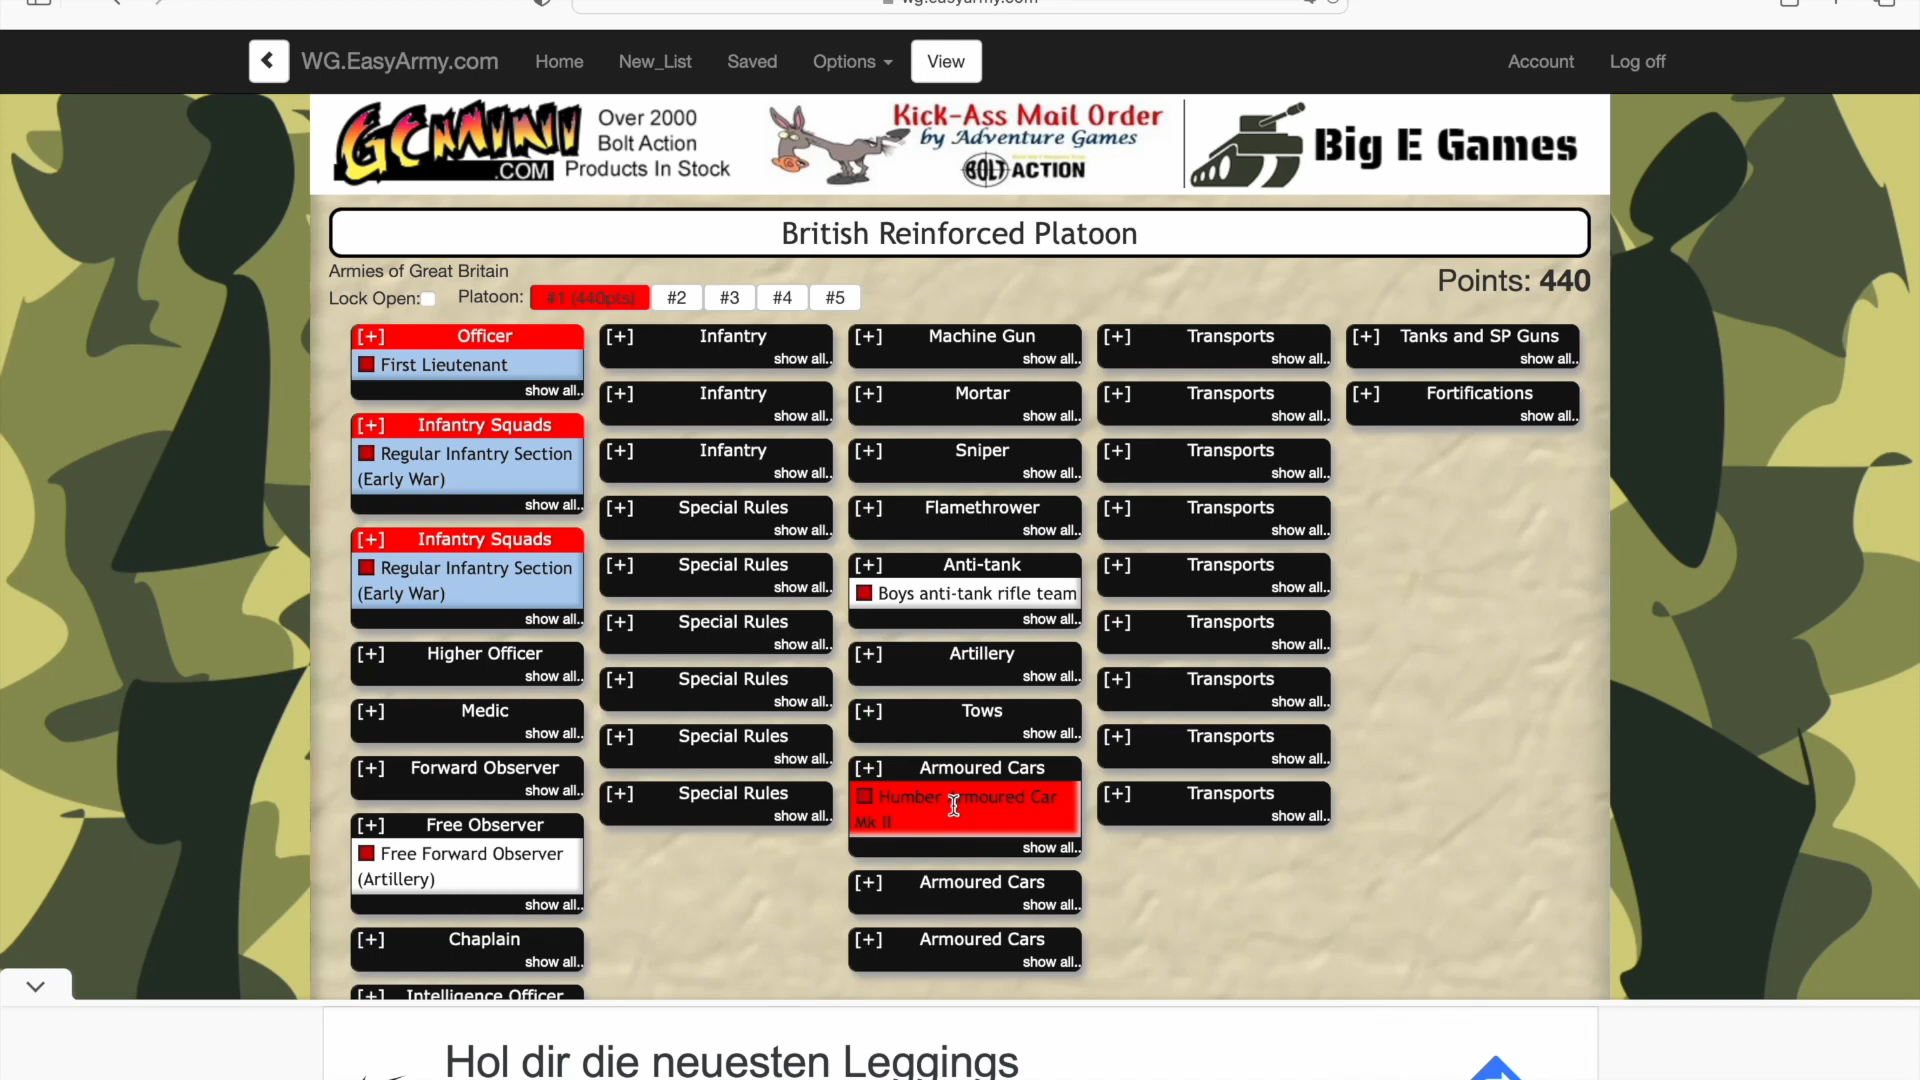 wg.easyarmy.com
WG.EasyArmy.com Home New_List Saved Options View Account Log off
GCMINI .COM
Over 2000
Bolt Action
Products In Stock
Kick-Ass Mail Order
by Adventure Games
BOLT ACTION
Big E Games
British Reinforced Platoon
Armies of Great Britain
Points: 440
Lock Open: Platoon: #1 (440pts) #2 #3 #4 #5
[+] Officer
First Lieutenant
show all..
[+] Infantry Squads
Regular Infantry Section
(Early War)
show all..
[+] Infantry Squads
Regular Infantry Section
(Early War)
show all..
[+] Higher Officer
show all..
[+] Medic
show all..
[+] Forward Observer
show all..
[+] Free Observer
Free Forward Observer
(Artillery)
show all..
[+] Chaplain
show all..
[+] Intelligence Officer
[+] Infantry
show all..
[+] Infantry
show all..
[+] Infantry
show all..
[+] Special Rules
show all..
[+] Special Rules
show all..
[+] Special Rules
show all..
[+] Special Rules
show all..
[+] Special Rules
show all..
[+] Special Rules
show all..
[+] Machine Gun
show all..
[+] Mortar
show all..
[+] Sniper
show all..
[+] Flamethrower
show all..
[+] Anti-tank
Boys anti-tank rifle team
show all..
[+] Artillery
show all..
[+] Tows
show all..
[+] Armoured Cars
Humber Armoured Car
Mk II
show all..
[+] Armoured Cars
show all..
[+] Armoured Cars
show all..
[+] Transports
show all..
[+] Transports
show all..
[+] Transports
show all..
[+] Transports
show all..
[+] Transports
show all..
[+] Transports
show all..
[+] Transports
show all..
[+] Transports
show all..
[+] Transports
show all..
[+] Tanks and SP Guns
show all..
[+] Fortifications
show all..
Hol dir die neuesten Leggings